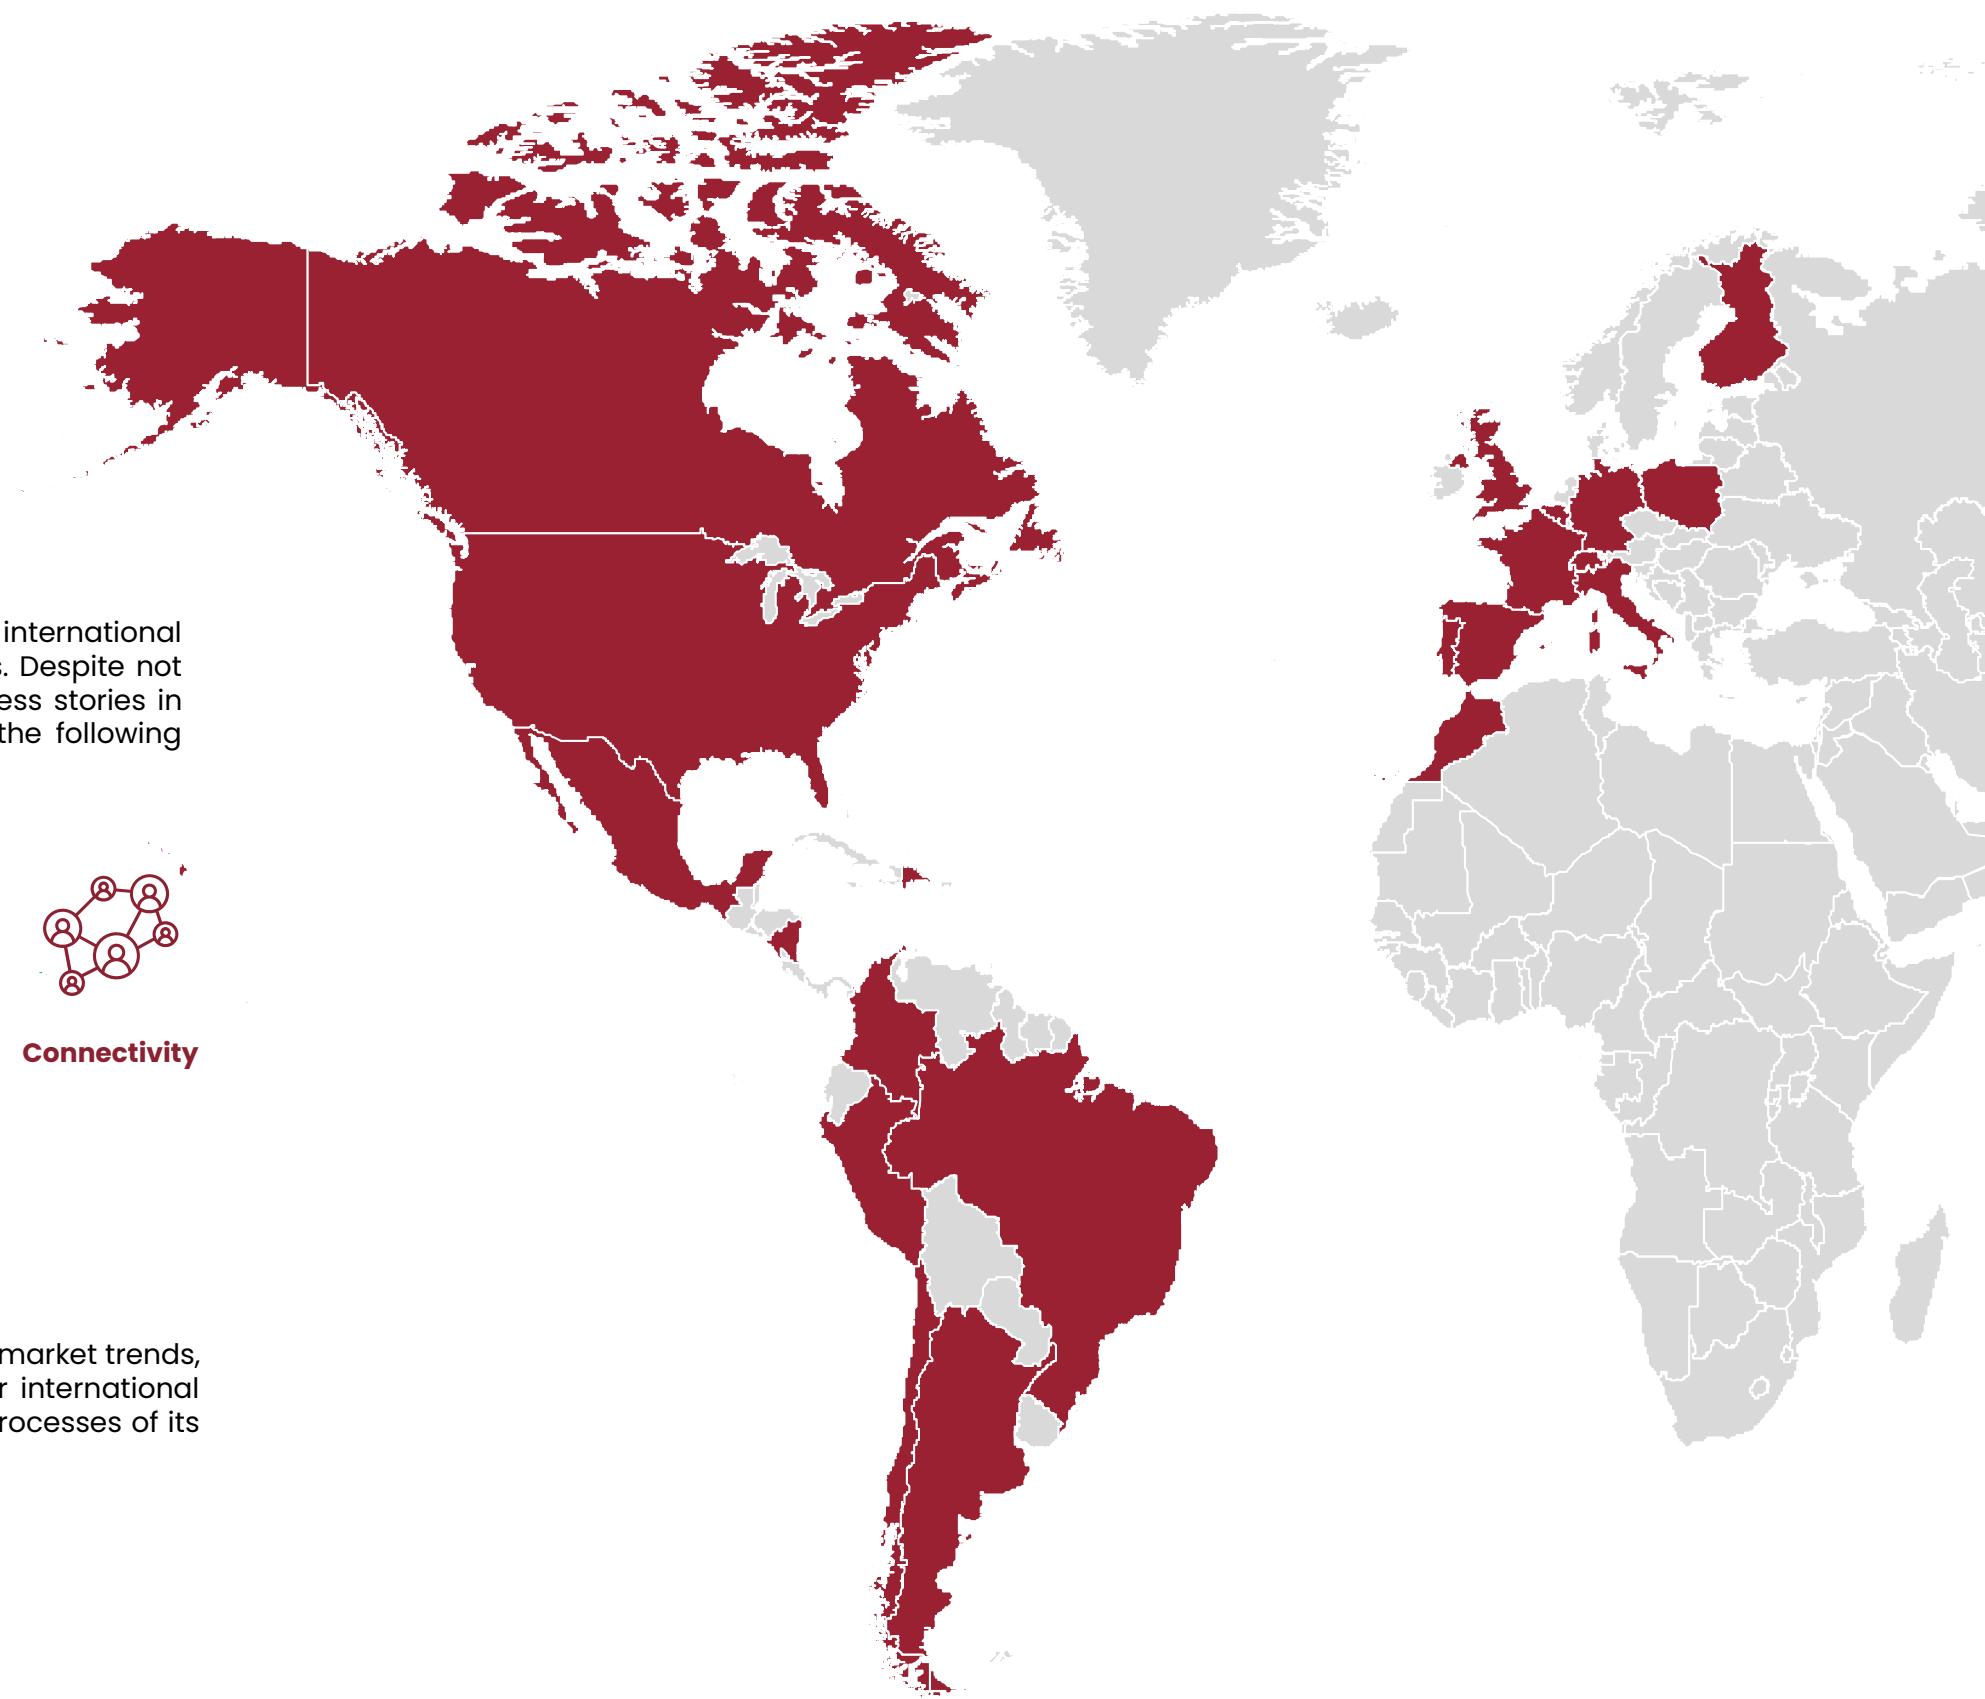 international
. Despite not
ess stories in
the following
Connectivity
market trends,
r international
rocesses of its